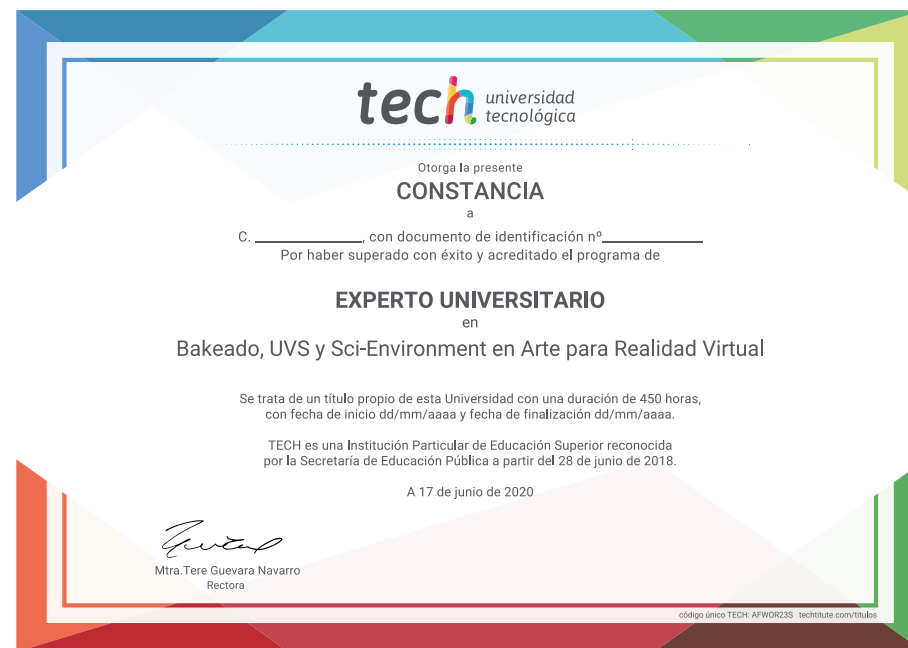 tech universidad
tecnológica
Otorga la presente
CONSTANCIA
a
C. ____________, con documento de identificación nº____________
Por haber superado con éxito y acreditado el programa de
EXPERTO UNIVERSITARIO
en
Bakeado, UVS y Sci-Environment en Arte para Realidad Virtual
Se trata de un título propio de esta Universidad con una duración de 450 horas,
con fecha de inicio dd/mm/aaaa y fecha de finalización dd/mm/aaaa.
TECH es una Institución Particular de Educación Superior reconocida
por la Secretaría de Educación Pública a partir del 28 de junio de 2018.
A 17 de junio de 2020
Mtra.Tere Guevara Navarro
Rectora
código único TECH: AFWOR23S techtitute.com/títulos